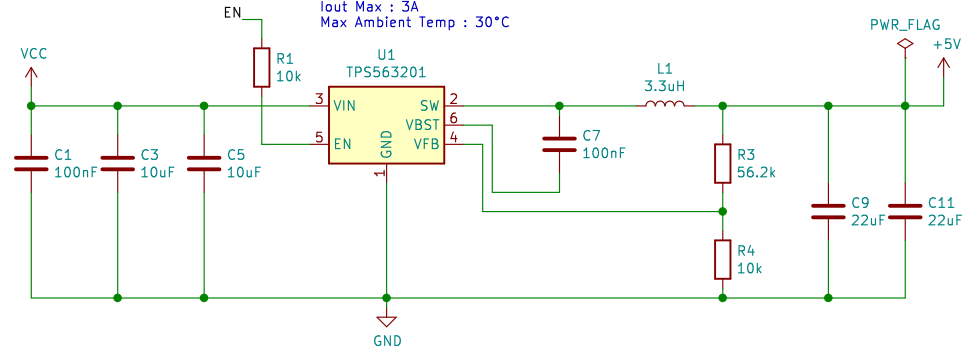 Iout Max : 3A
Max Ambient Temp : 30°C
EN
PWR_FLAG
+5V
VCC
R1
10k
U1
TPS563201
L1
3.3uH
3
VIN
SW
2
VBST
6
5
EN
VFB
4
GND
1
C1
100nF
C3
10uF
C5
10uF
C7
100nF
R3
56.2k
C9
22uF
C11
22uF
R4
10k
GND